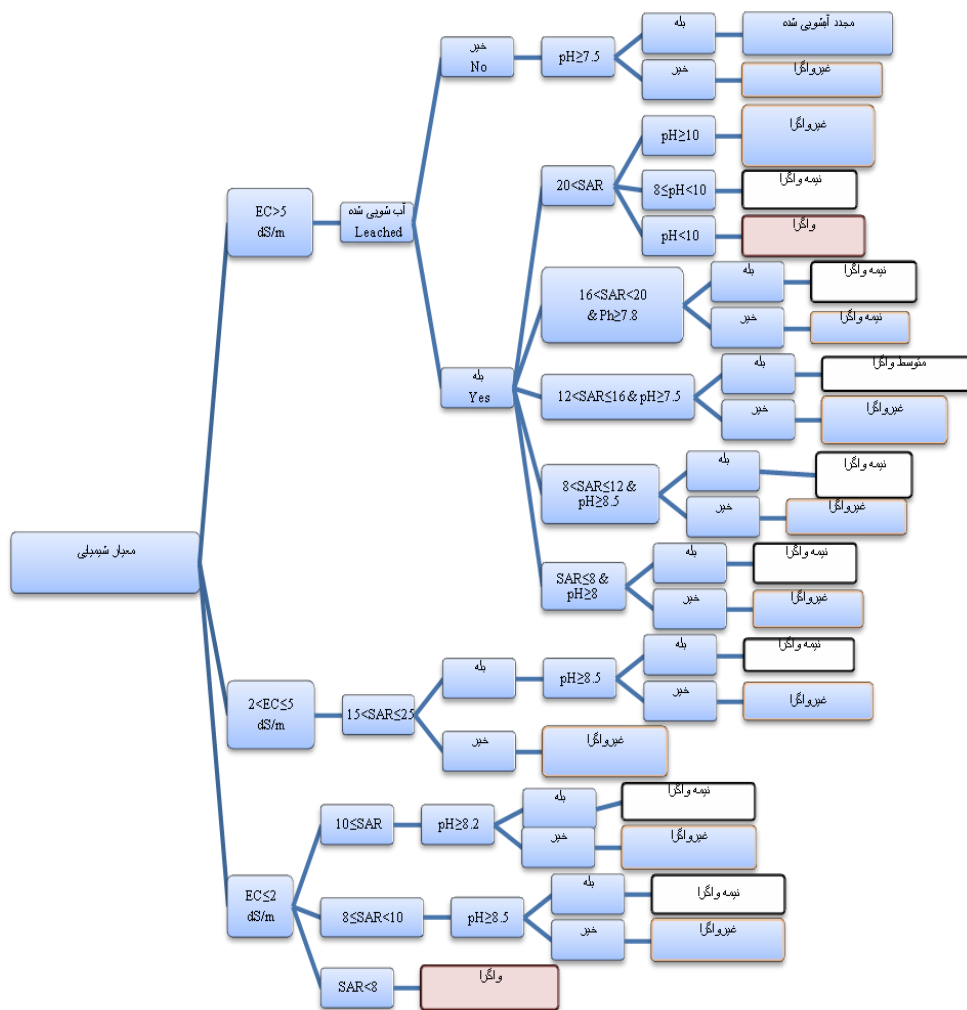 معیار شیمیایی
EC>5
dS/m
آب شویی شده
Leached
خیر
No
pH≥7.5
بله
مجدد آبشویی شده
خیر
غیرواگرا
بله
Yes
20<SAR
pH≥10
غیرواگرا
8≤pH<10
نیمه واگرا
pH<10
واگرا
16<SAR<20
& Ph≥7.8
بله
نیمه واگرا
خیر
نیمه واگرا
12<SAR≤16 & pH≥7.5
بله
متوسط واگرا
خیر
غیرواگرا
8<SAR≤12 &
pH≥8.5
بله
نیمه واگرا
خیر
غیرواگرا
SAR≤8 &
pH≥8
بله
نیمه واگرا
خیر
غیرواگرا
2<EC≤5
dS/m
15<SAR≤25
بله
pH≥8.5
بله
نیمه واگرا
خیر
غیرواگرا
خیر
غیرواگرا
EC≤2
dS/m
10≤SAR
pH≥8.2
بله
نیمه واگرا
خیر
غیرواگرا
8≤SAR<10
pH≥8.5
بله
نیمه واگرا
خیر
غیرواگرا
SAR<8
واگرا